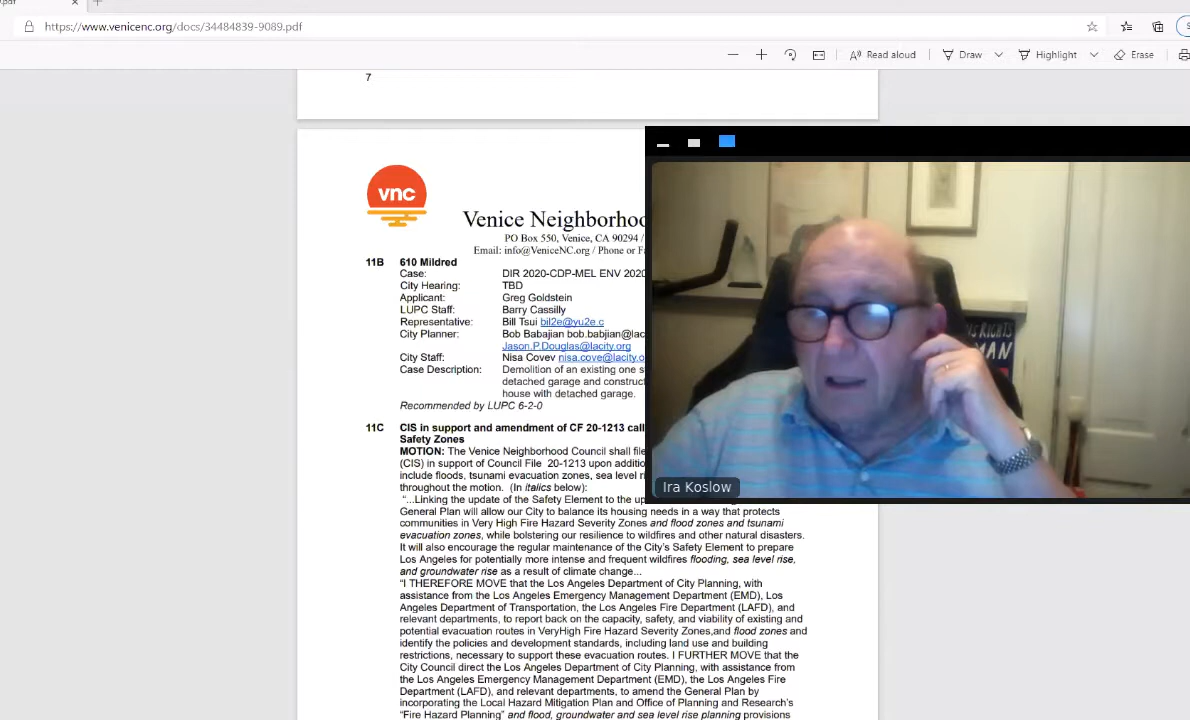 .pdf
https://www.venicenc.org/docs/34484839-9089.pdf
Read aloud
Draw
Highlight
Erase
7
vnc
Venice Neighborhoo
PO Box 550, Venice, CA 90294 /
Email: info@VeniceNC.org / Phone or Fa
11B 610 Mildred
Case: DIR 2020-CDP-MEL ENV 2020
City Hearing: TBD
Applicant: Greg Goldstein
LUPC Staff: Barry Cassilly
Representative: Bill Tsui bil2e@yu2e.c
City Planner: Bob Babajian bob.babjian@lac
Jason.P.Douglas@lacity.org
City Staff: Nisa Covev nisa.cove@lacity.o
Case Description: Demolition of an existing one s
detached garage and construct
house with detached garage.
Recommended by LUPC 6-2-0
11C CIS in support and amendment of CF 20-1213 call
Safety Zones
MOTION: The Venice Neighborhood Council shall file
(CIS) in support of Council File 20-1213 upon additio
include floods, tsunami evacuation zones, sea level ri
throughout the motion. (In italics below):
“...Linking the update of the Safety Element to the up
General Plan will allow our City to balance its housing needs in a way that protects
communities in Very High Fire Hazard Severity Zones and flood zones and tsunami
evacuation zones, while bolstering our resilience to wildfires and other natural disasters.
It will also encourage the regular maintenance of the City’s Safety Element to prepare
Los Angeles for potentially more intense and frequent wildfires flooding, sea level rise,
and groundwater rise as a result of climate change...
“I THEREFORE MOVE that the Los Angeles Department of City Planning, with
assistance from the Los Angeles Emergency Management Department (EMD), Los
Angeles Department of Transportation, the Los Angeles Fire Department (LAFD), and
relevant departments, to report back on the capacity, safety, and viability of existing and
potential evacuation routes in VeryHigh Fire Hazard Severity Zones,and flood zones and
identify the policies and development standards, including land use and building
restrictions, necessary to support these evacuation routes. I FURTHER MOVE that the
City Council direct the Los Angeles Department of City Planning, with assistance from
the Los Angeles Emergency Management Department (EMD), the Los Angeles Fire
Department (LAFD), and relevant departments, to amend the General Plan by
incorporating the Local Hazard Mitigation Plan and Office of Planning and Research’s
“Fire Hazard Planning” and flood, groundwater and sea level rise planning provisions
RIGHTS
MAN
Ira Koslow